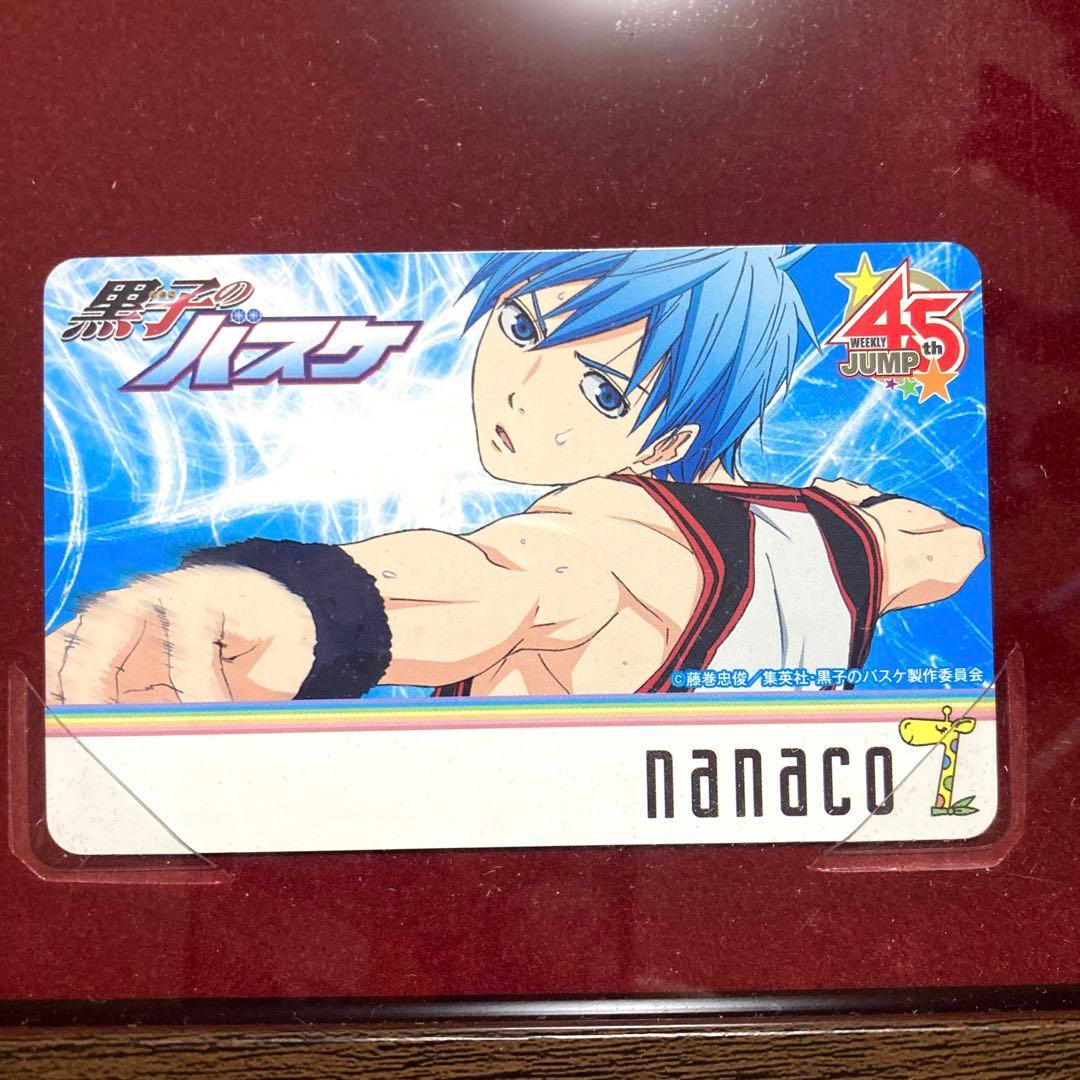 黒子の
バスケ
45th
WEEKLY
JUMP
©藤巻忠俊／集英社・黒子のバスケ製作委員会
nanaco